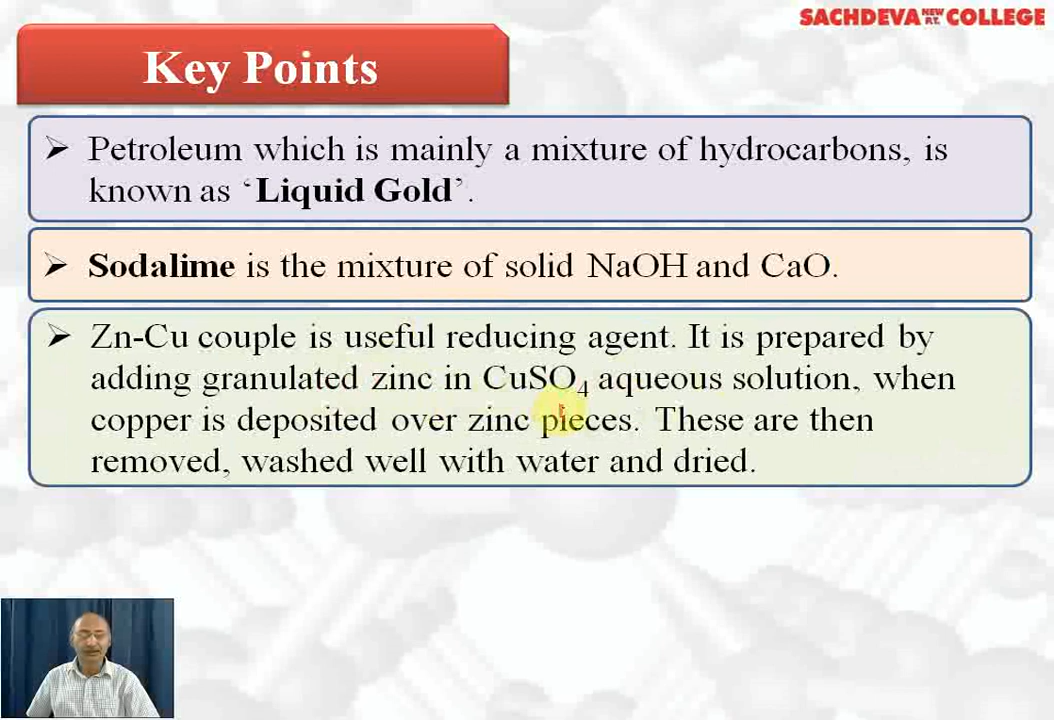 SACHDEVA NEW P.T. COLLEGE
Key Points
➢ Petroleum which is mainly a mixture of hydrocarbons, is
known as ‘Liquid Gold’.
➢ Sodalime is the mixture of solid NaOH and CaO.
➢ Zn-Cu couple is useful reducing agent. It is prepared by
adding granulated zinc in CuSO₄ aqueous solution, when
copper is deposited over zinc pieces. These are then
removed, washed well with water and dried.